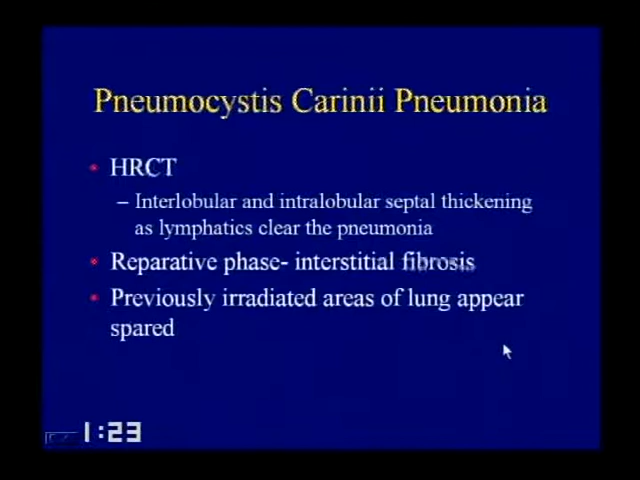 Pneumocystis Carinii Pneumonia
• HRCT
– Interlobular and intralobular septal thickening
as lymphatics clear the pneumonia
• Reparative phase- interstitial fibrosis
• Previously irradiated areas of lung appear
spared
1:23